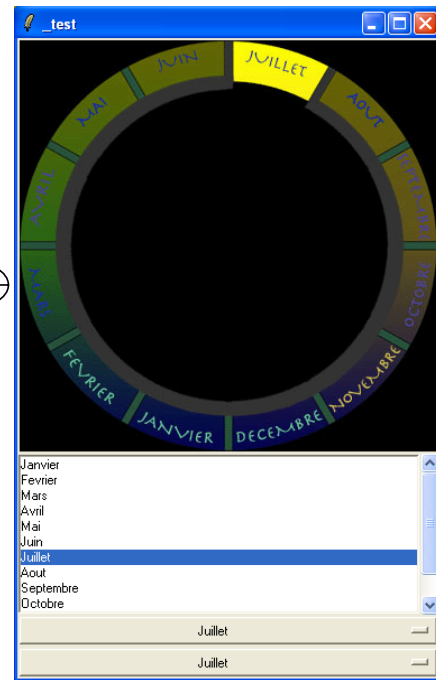 _test
JUIN
JUILLET
MAI
AOUT
AVRIL
SEPTEMBRE
MARS
OCTOBRE
FEVRIER
NOVEMBRE
JANVIER
DECEMBRE
Janvier
Fevrier
Mars
Avril
Mai
Juin
Juillet
Aout
Septembre
Octobre
Juillet
Juillet